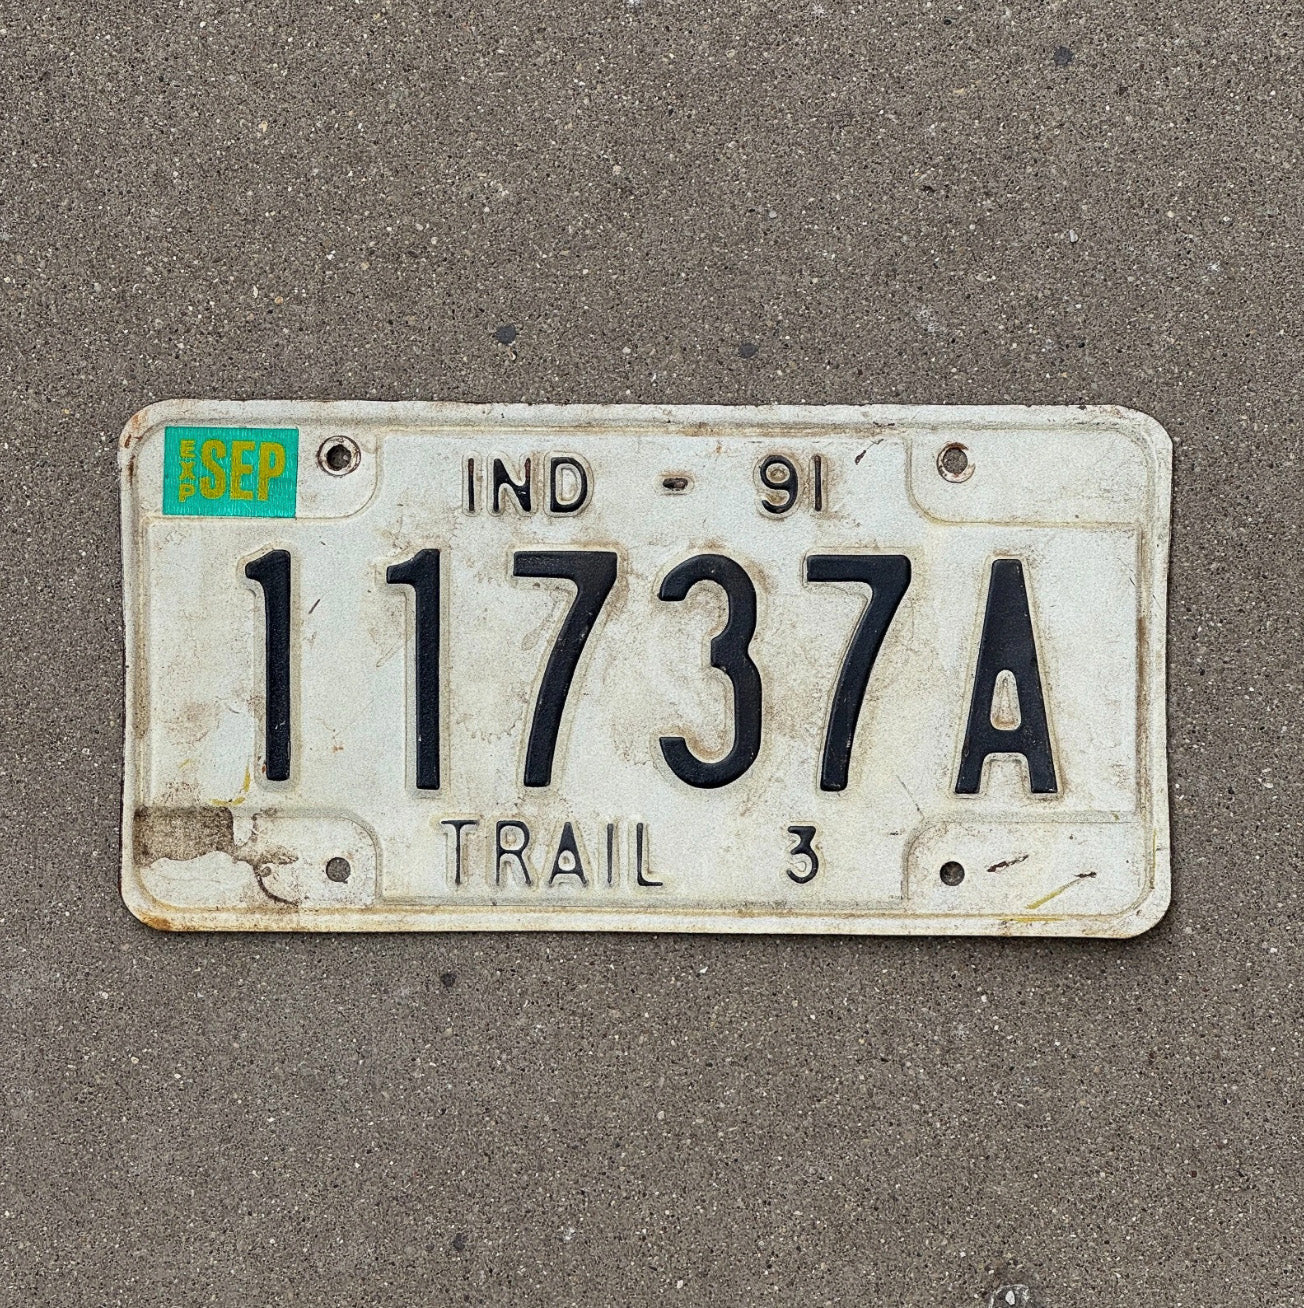 EXP SEP
IND - 91
11737A
TRAIL 3